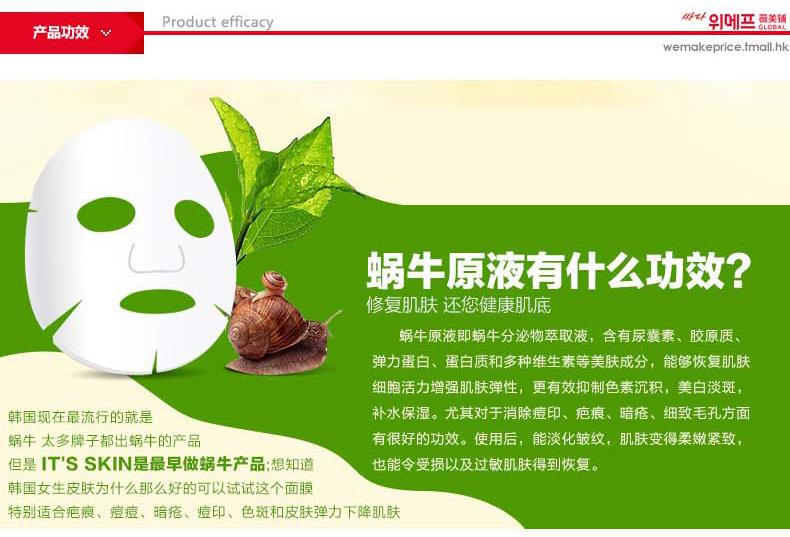 产品功效
Product efficacy
따다 위메프 薇美铺
GLOBAL
wemakeprice.tmall.hk
蜗牛原液有什么功效?
修复肌肤 还您健康肌底
蜗牛原液即蜗牛分泌物萃取液，含有尿囊素、胶原质、
弹力蛋白、蛋白质和多种维生素等美肤成分，能够恢复肌肤
细胞活力增强肌肤弹性，更有效抑制色素沉积，美白淡斑，
补水保湿。尤其对于消除痘印、疤痕、暗疮、细致毛孔方面
有很好的功效。使用后，能淡化皱纹，肌肤变得柔嫩紧致，
也能令受损以及过敏肌肤得到恢复。
韩国现在最流行的就是
蜗牛 太多牌子都出蜗牛的产品
但是 IT'S SKIN是最早做蜗牛产品;想知道
韩国女生皮肤为什么那么好的可以试试这个面膜
特别适合疤痕、痘痘、暗疮、痘印、色斑和皮肤弹力下降肌肤